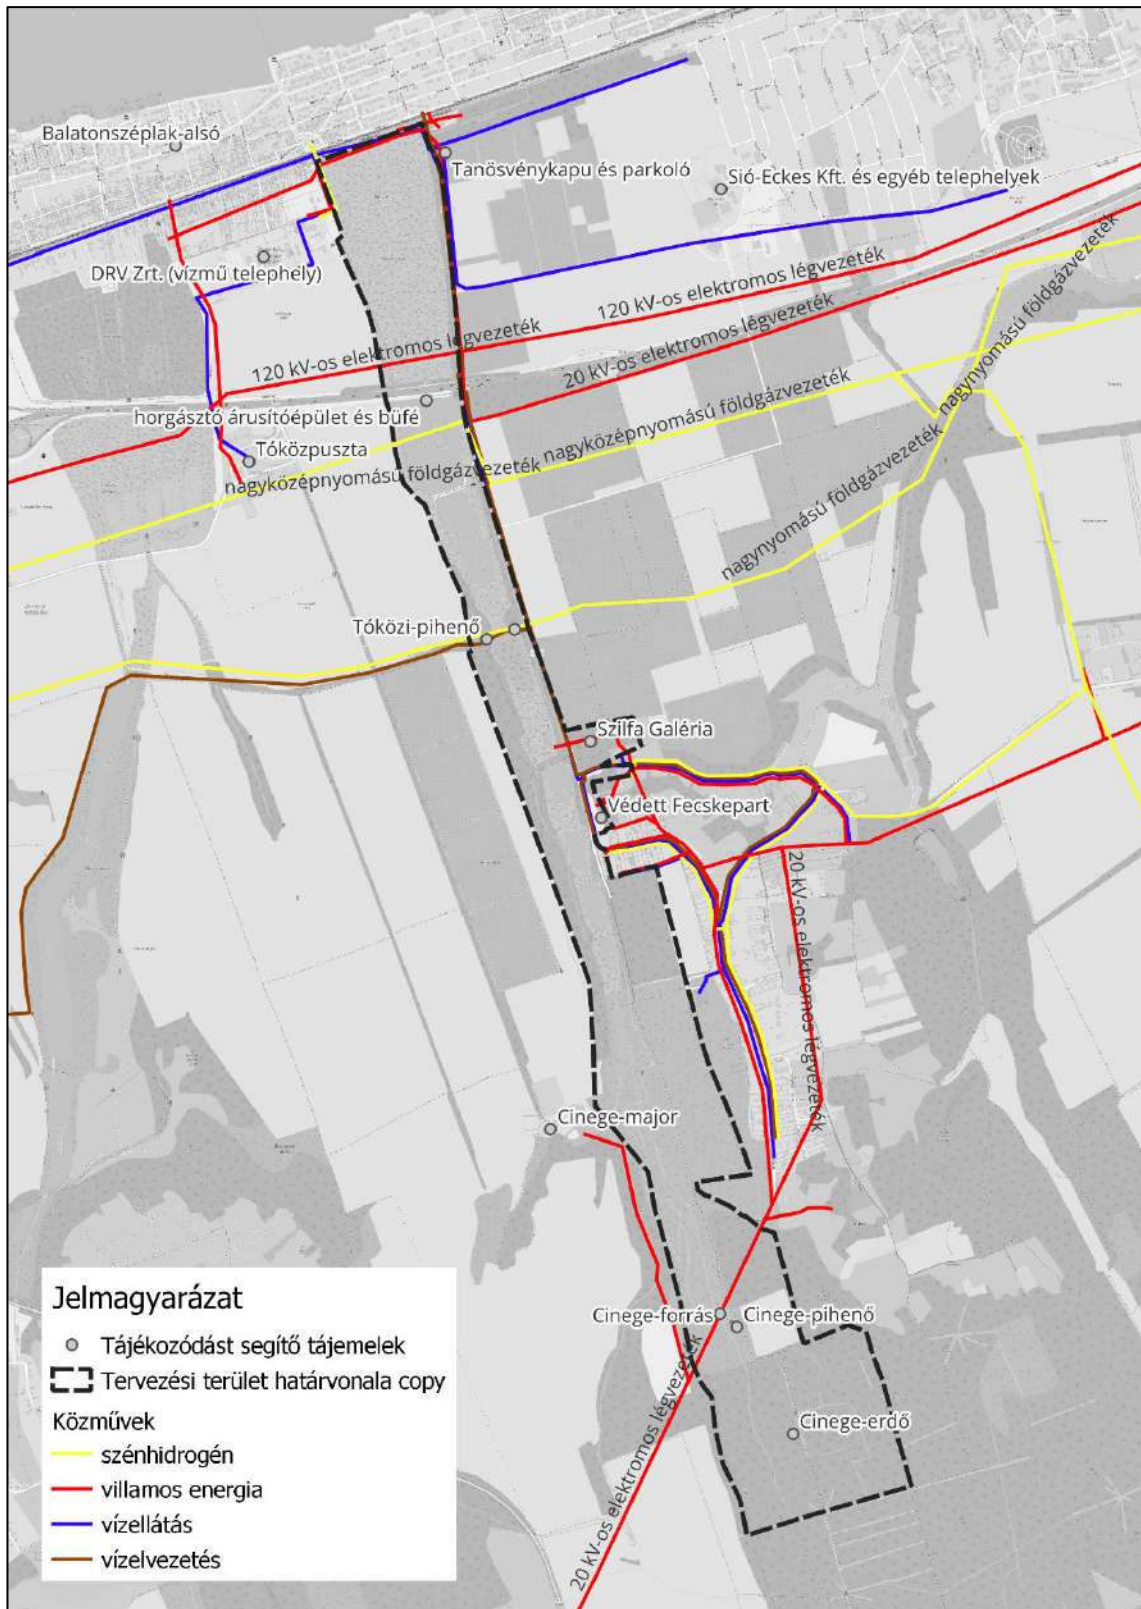 Balatonszéplak-alsó
Tanösvénykapu és parkoló
Sió-Eckes Kft. és egyéb telephelyek
DRV Zrt. (vízmű telephely)
120 kV-os elektromos légvezeték
120 kV-os elektromos légvezeték
20 kV-os elektromos légvezeték
nagynyomású földgázvezeték
horgásztó árusítóépület és büfé
Tóközpuszta
nagyközépnyomású földgázvezeték
nagyközépnyomású földgázvezeték
nagynyomású földgázvezeték
Tóközi-pihenő
Szilfa Galéria
Védett Fecskepart
20 kV-os elektromos légvezeték
Cinege-major
Cinege-forrás
Cinege-pihenő
Cinege-erdő
20 kV-os elektromos légvezeték
Jelmagyarázat
Tájékozódást segítő tájemelek
Tervezési terület határvonala copy
Közművek
szénhidrogén
villamos energia
vízellátás
vízelvezetés